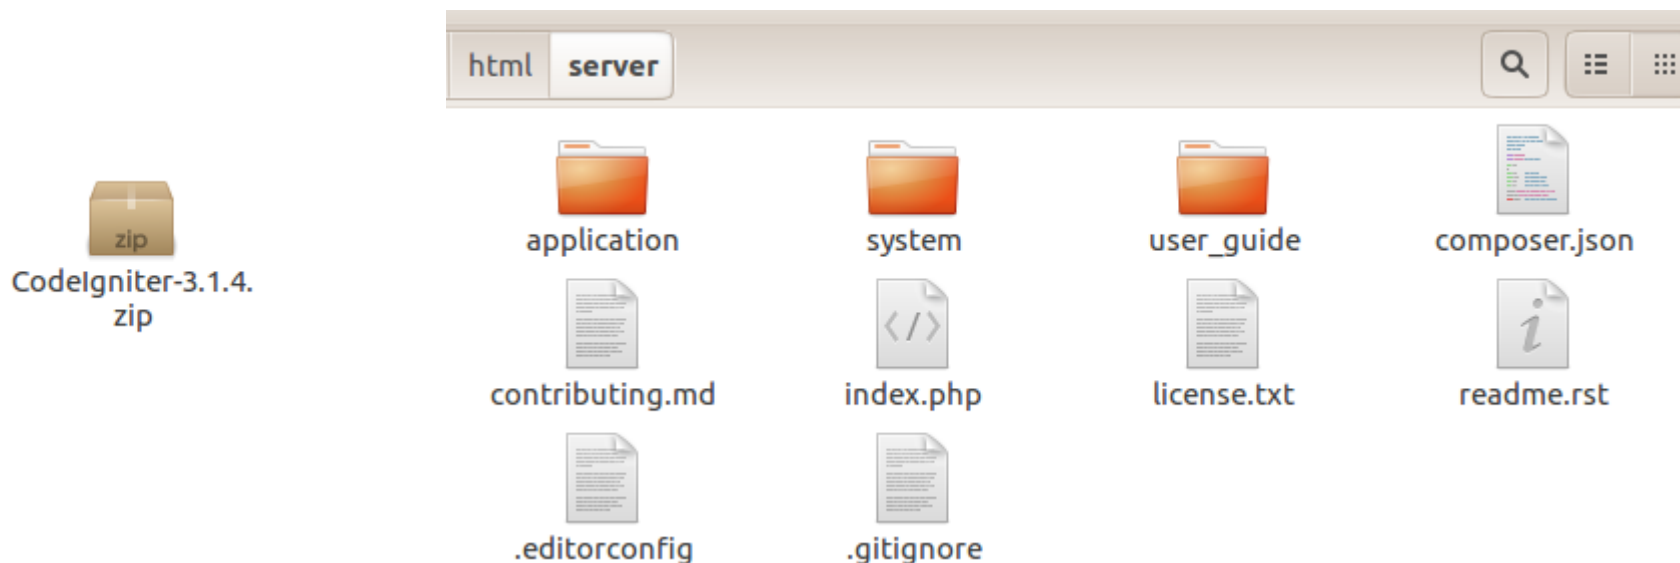 html server
zip
CodeIgniter-3.1.4.
zip
application system user_guide composer.json
</>
i
contributing.md index.php license.txt readme.rst
.editorconfig .gitignore